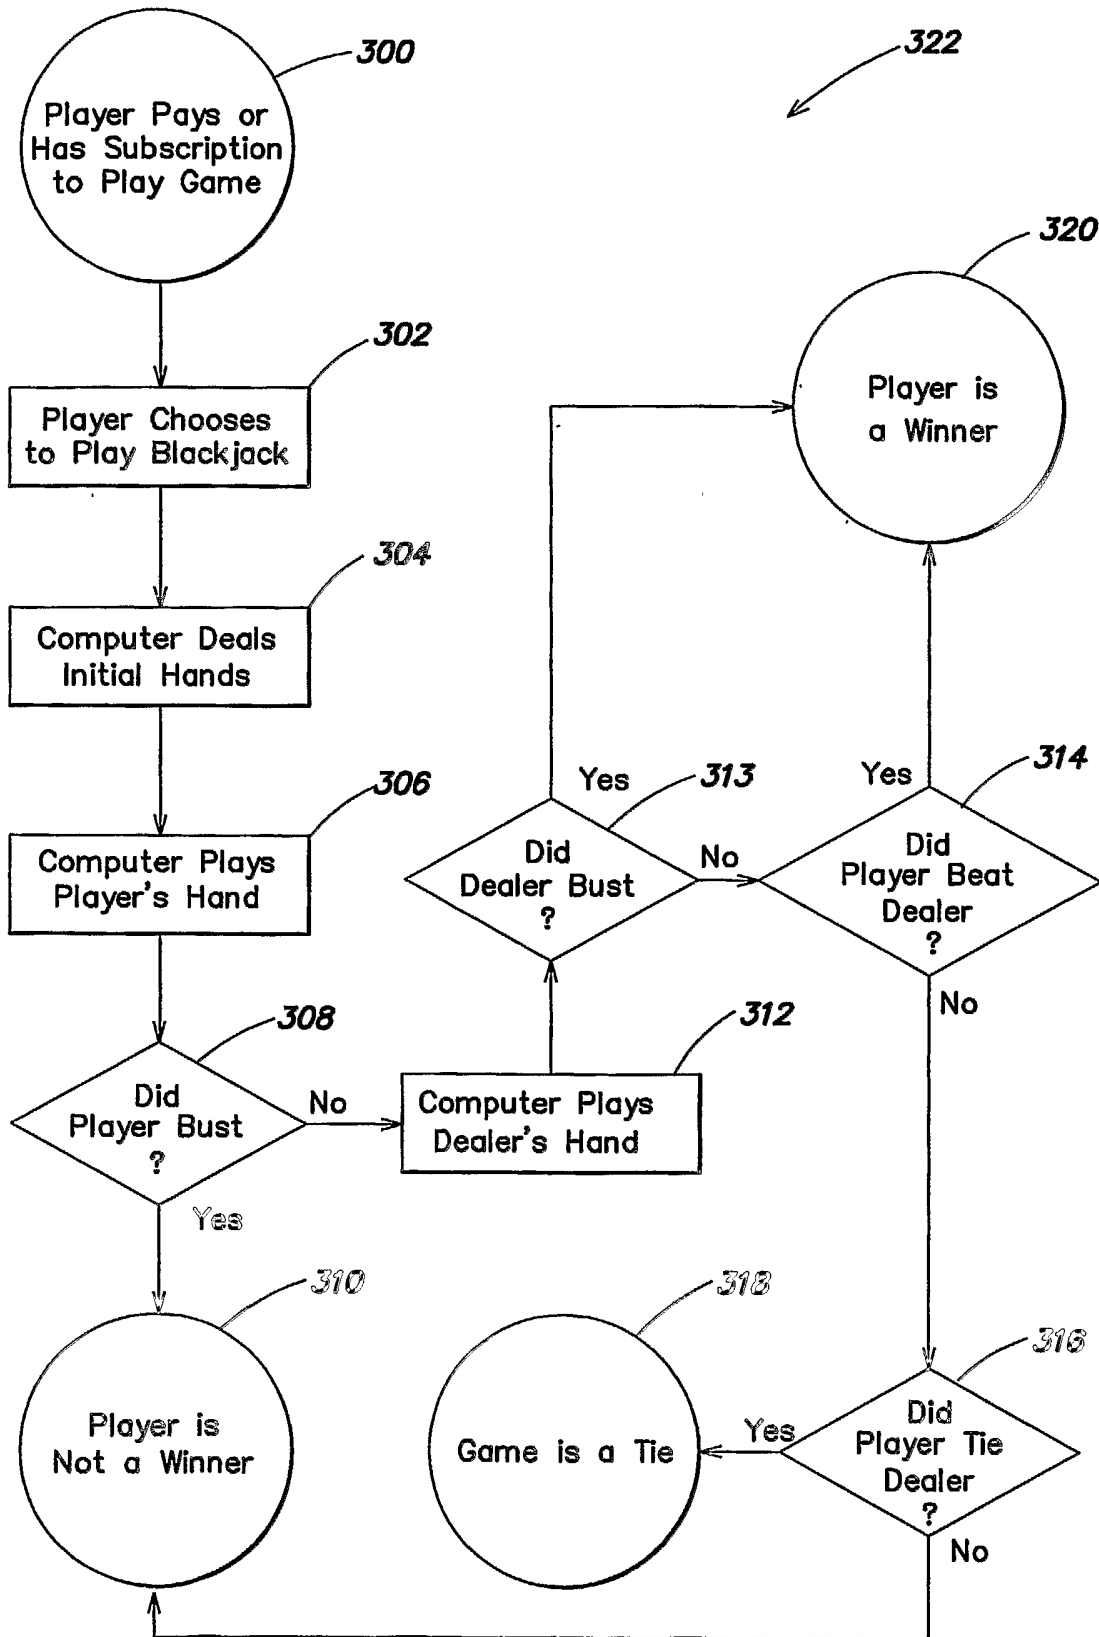 300
Player Pays or
Has Subscription
to Play Game
322
320
Player is
a Winner
302
Player Chooses
to Play Blackjack
304
Computer Deals
Initial Hands
306
Computer Plays
Player's Hand
313
Yes
Did
Dealer Bust
?
No
314
Yes
Did
Player Beat
Dealer
?
No
308
Did
Player Bust
?
No
Yes
312
Computer Plays
Dealer's Hand
310
Player is
Not a Winner
318
Game is a Tie
316
Yes
Did
Player Tie
Dealer
?
No